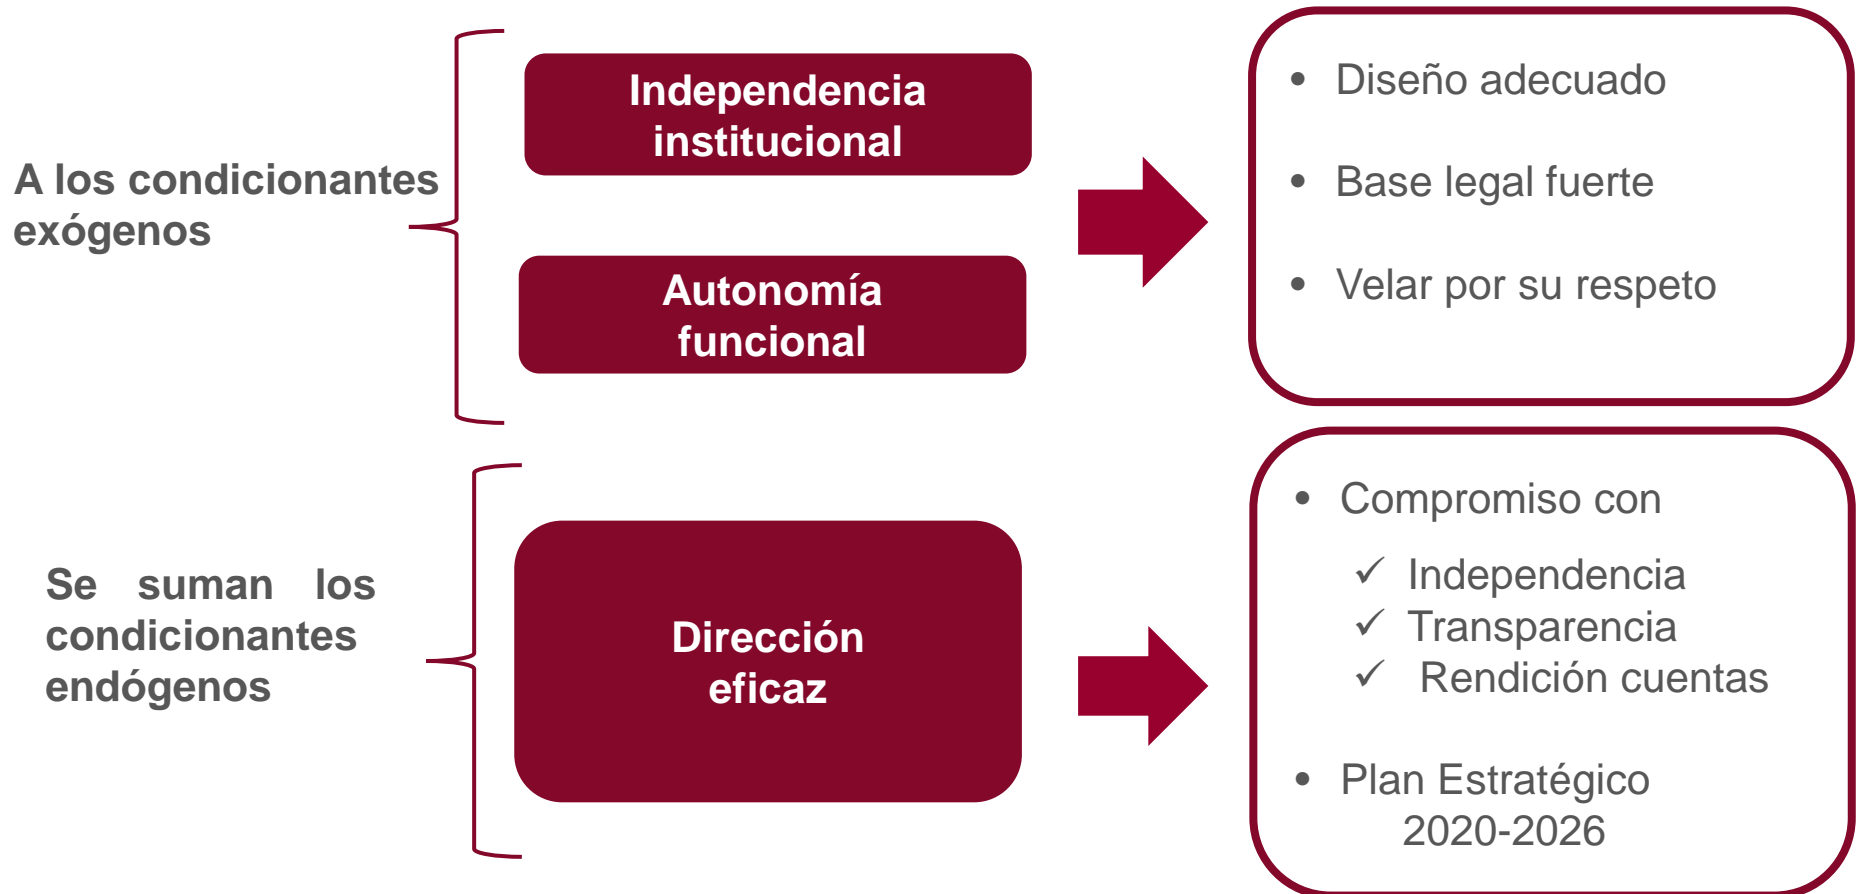 A los condicionantes
exógenos
Independencia
institucional
Autonomía
funcional
• Diseño adecuado
• Base legal fuerte
• Velar por su respeto
Se suman los
condicionantes
endógenos
Dirección
eficaz
• Compromiso con
✓ Independencia
✓ Transparencia
✓ Rendición cuentas
• Plan Estratégico
2020-2026